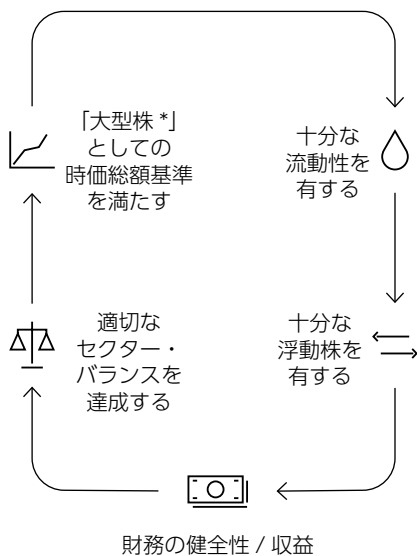 「大型株 *」
としての
時価総額基準
を満たす
十分な
流動性を
有する
十分な
浮動株を
有する
財務の健全性 / 収益
適切な
セクター・
バランスを
達成する